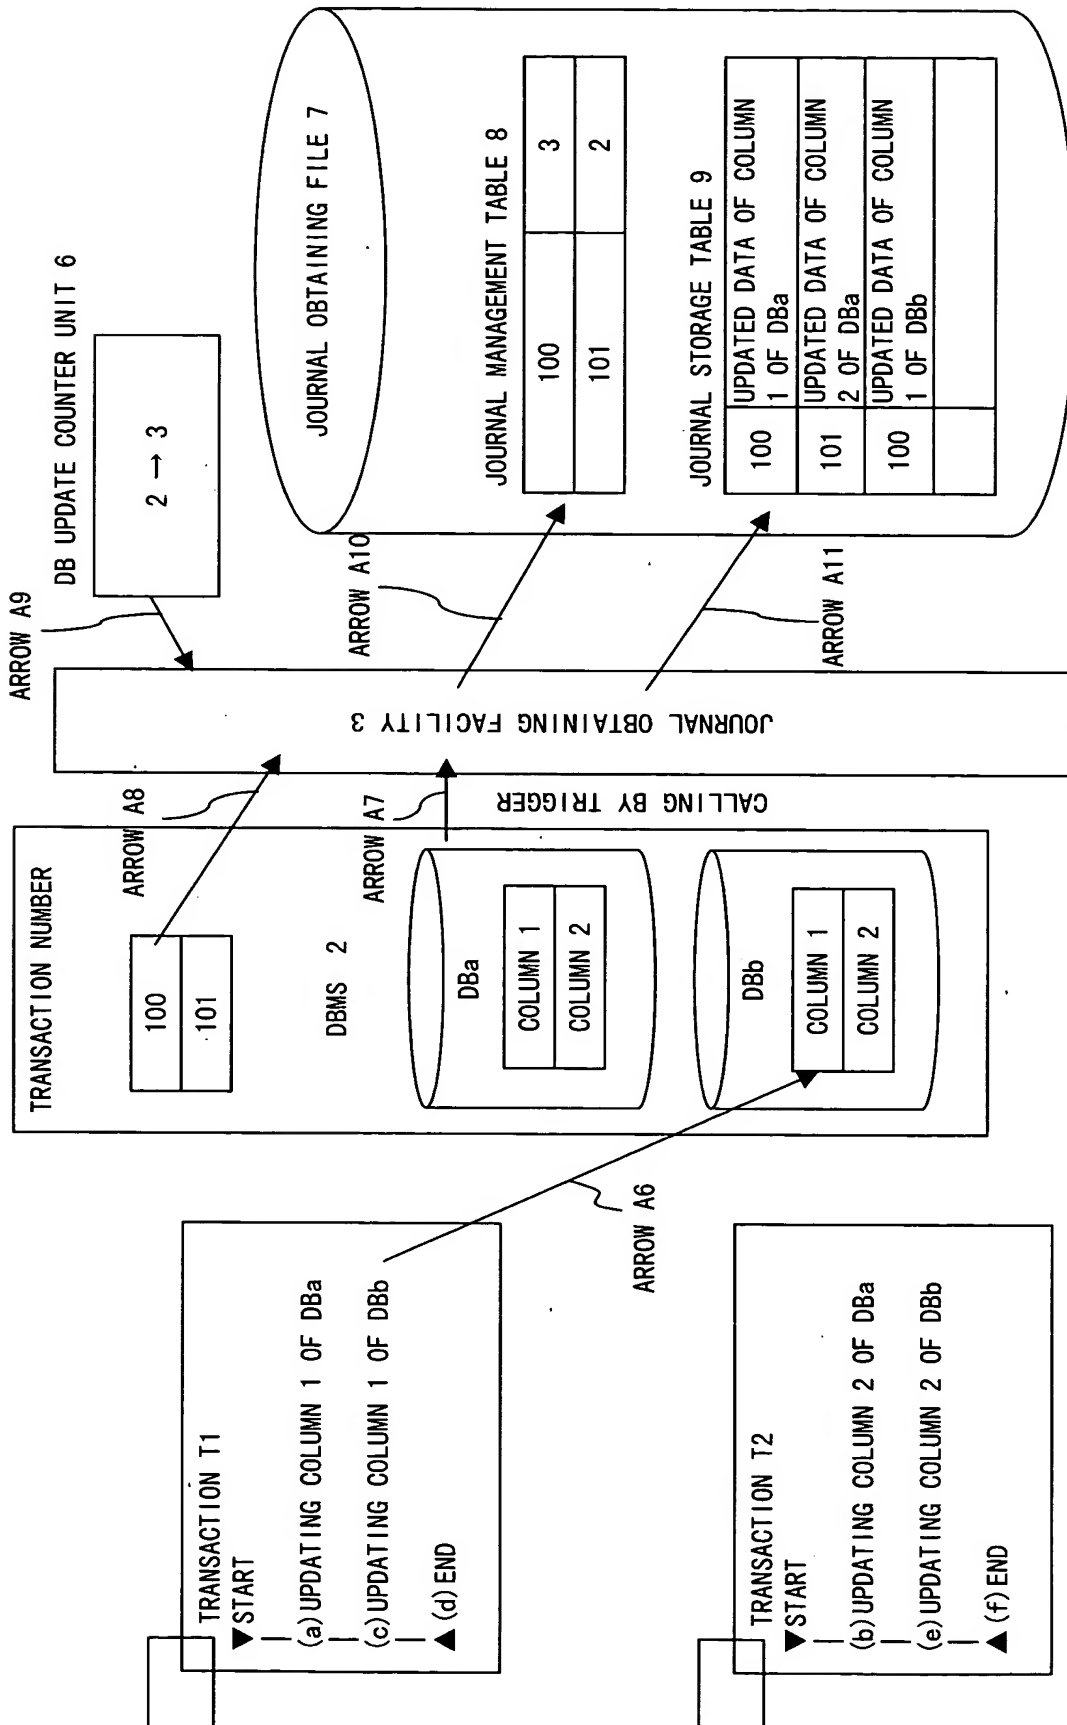 TRANSACTION T1
▼START
(a)UPDATING COLUMN 1 OF DBa
(c)UPDATING COLUMN 1 OF DBb
▲(d)END
TRANSACTION T2
▼START
(b)UPDATING COLUMN 2 OF DBa
(e)UPDATING COLUMN 2 OF DBb
▲(f)END
ARROW A6
TRANSACTION NUMBER
100
101
DBMS 2
DBa
COLUMN 1
COLUMN 2
DBb
COLUMN 1
COLUMN 2
ARROW A8
ARROW A7
CALLING BY TRIGGER
JOURNAL OBTAINING FACILITY 3
ARROW A9
DB UPDATE COUNTER UNIT 6
2 → 3
ARROW A10
ARROW A11
JOURNAL OBTAINING FILE 7
JOURNAL MANAGEMENT TABLE 8
100 3
101 2
JOURNAL STORAGE TABLE 9
100 UPDATED DATA OF COLUMN
1 OF DBa
101 UPDATED DATA OF COLUMN
2 OF DBa
100 UPDATED DATA OF COLUMN
1 OF DBb